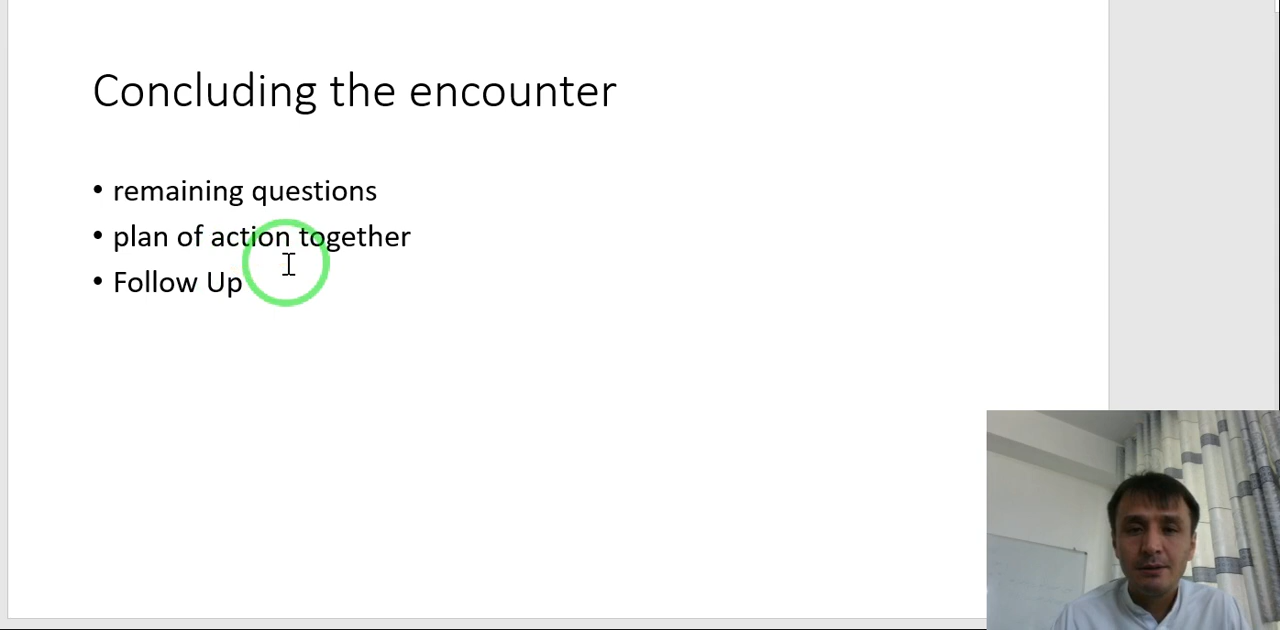 Concluding the encounter
• remaining questions
• plan of action together
• Follow Up